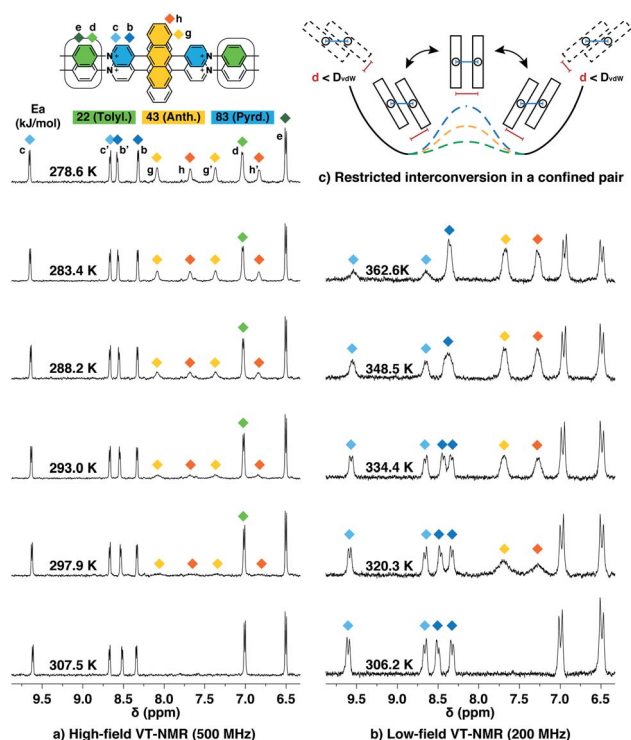 e d c b h
g
N+ N+
N+ N+
Ea
(kJ/mol)
22 (Tolyl.) 43 (Anth.) 83 (Pyrd.)
c c' b' b g h g' d h' e
278.6 K
283.4 K
288.2 K
293.0 K
297.9 K
307.5 K
9.5 9.0 8.5 8.0 7.5 7.0 6.5
δ (ppm)
a) High-field VT-NMR (500 MHz)
d < DvdW d < DvdW
c) Restricted interconversion in a confined pair
362.6K
348.5 K
334.4 K
320.3 K
306.2 K
9.5 9.0 8.5 8.0 7.5 7.0 6.5
δ (ppm)
b) Low-field VT-NMR (200 MHz)